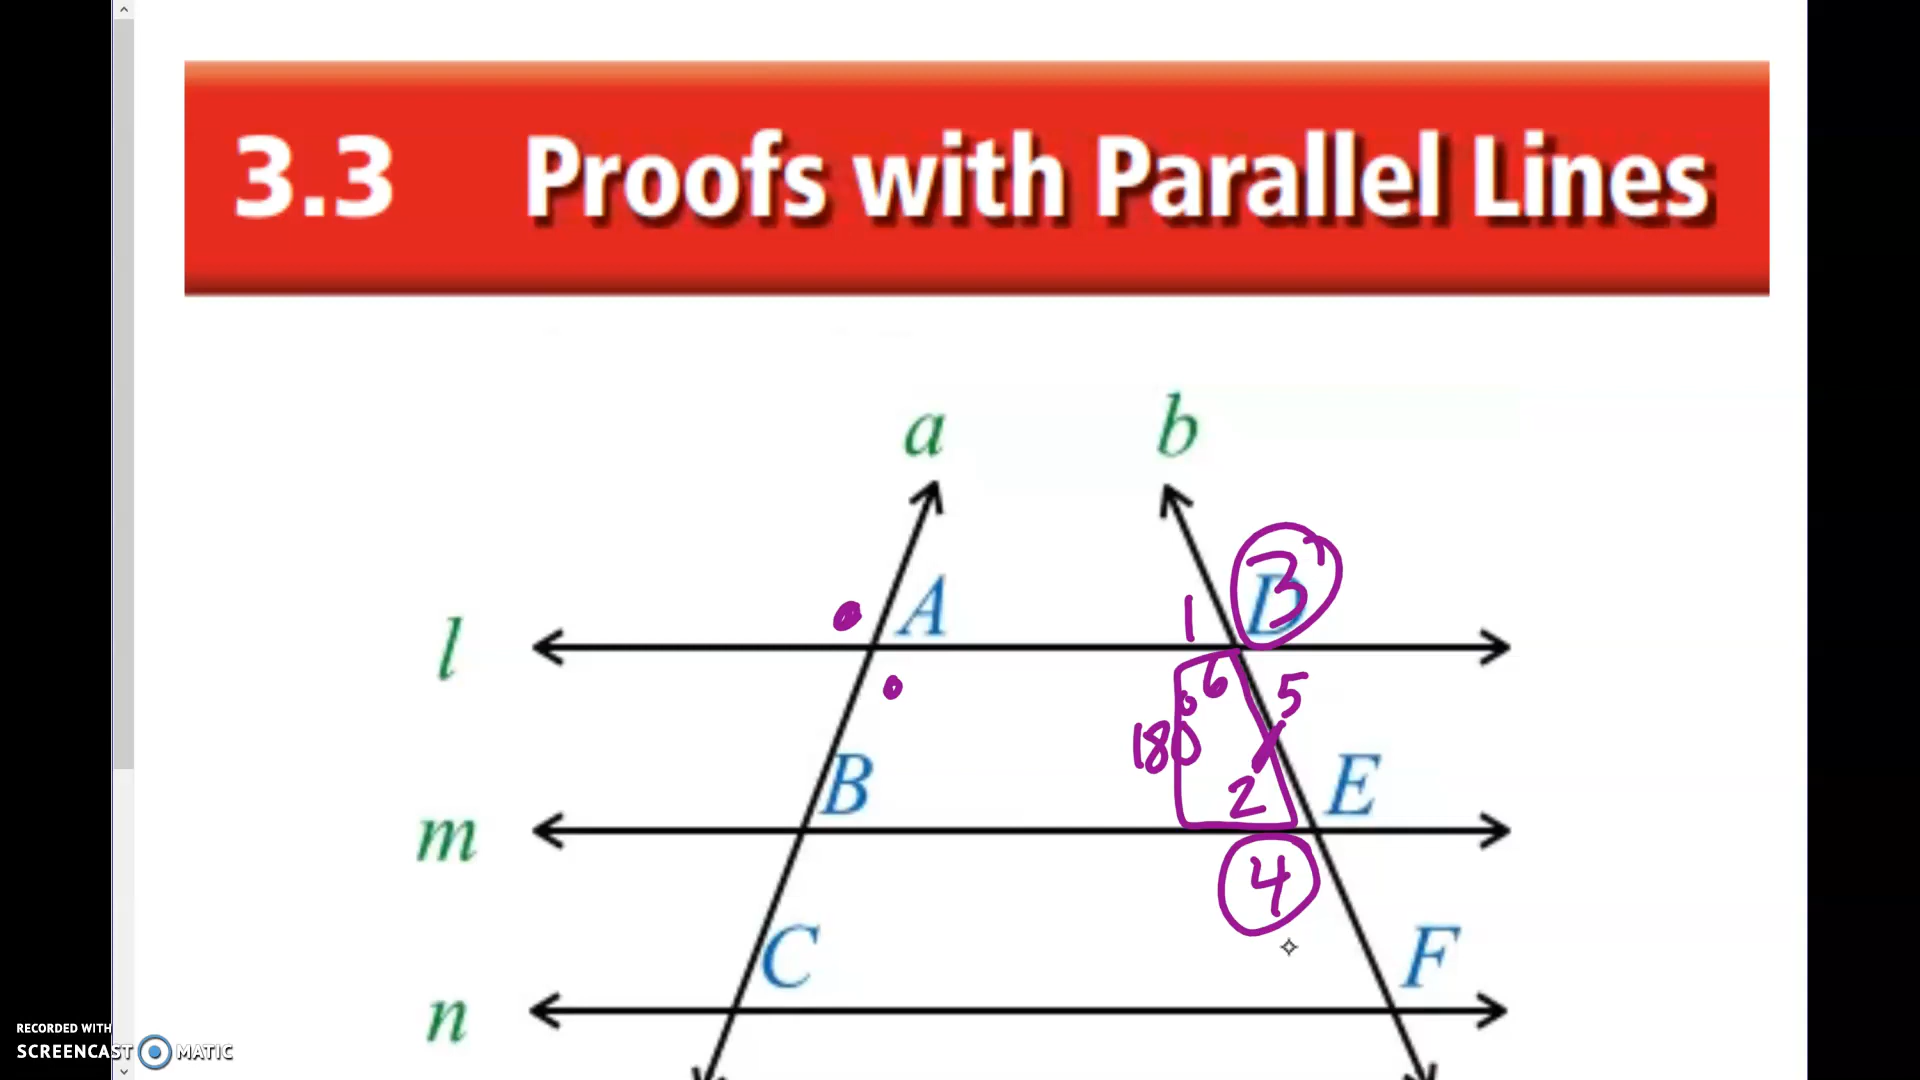 3.3 Proofs with Parallel Lines
a b
3
A D
1
l
6 5
180
B 2 E
m
4
C F
n
RECORDED WITH
SCREENCAST MATIC